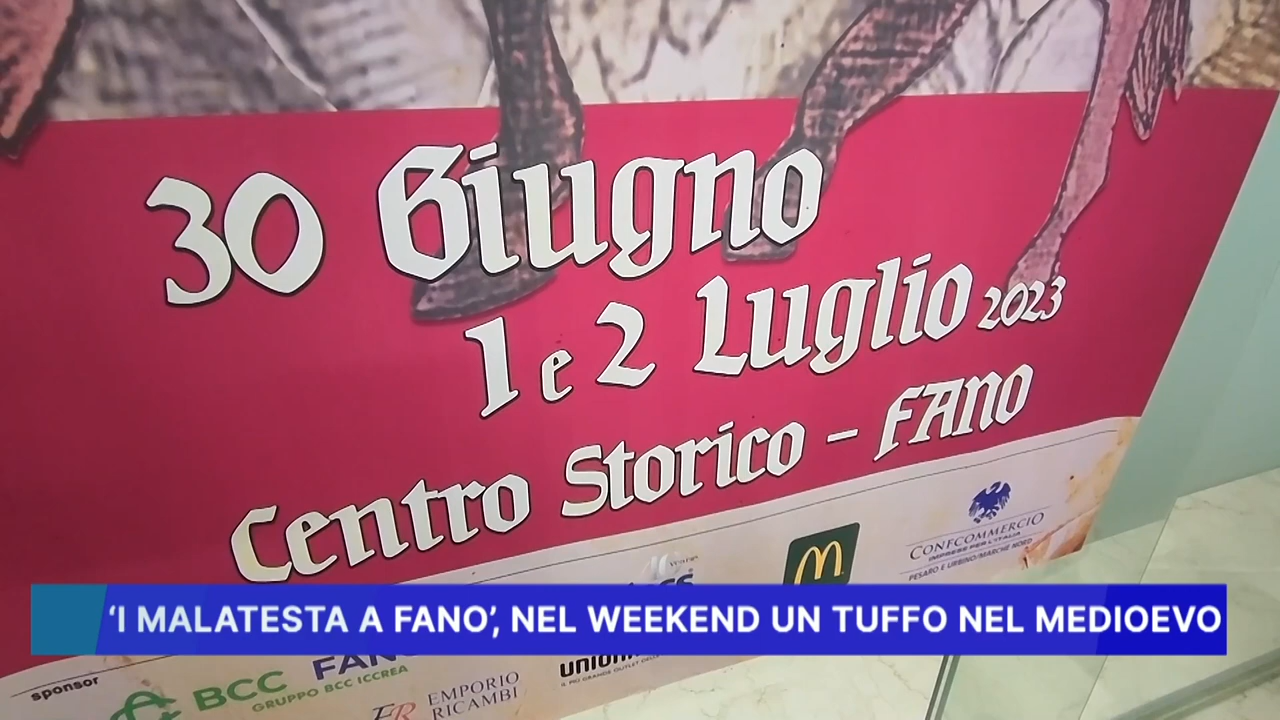 30 Giugno
1 e 2 Luglio 2023
Centro Storico - FANO
CONFCOMMERCIO
IMPRESE PER L'ITALIA
PESARO E URBINO/MARCHE NORD
'I MALATESTA A FANO', NEL WEEKEND UN TUFFO NEL MEDIOEVO
sponsor
BCC FANO
GRUPPO BCC ICCREA
EMPORIO
RICAMBI